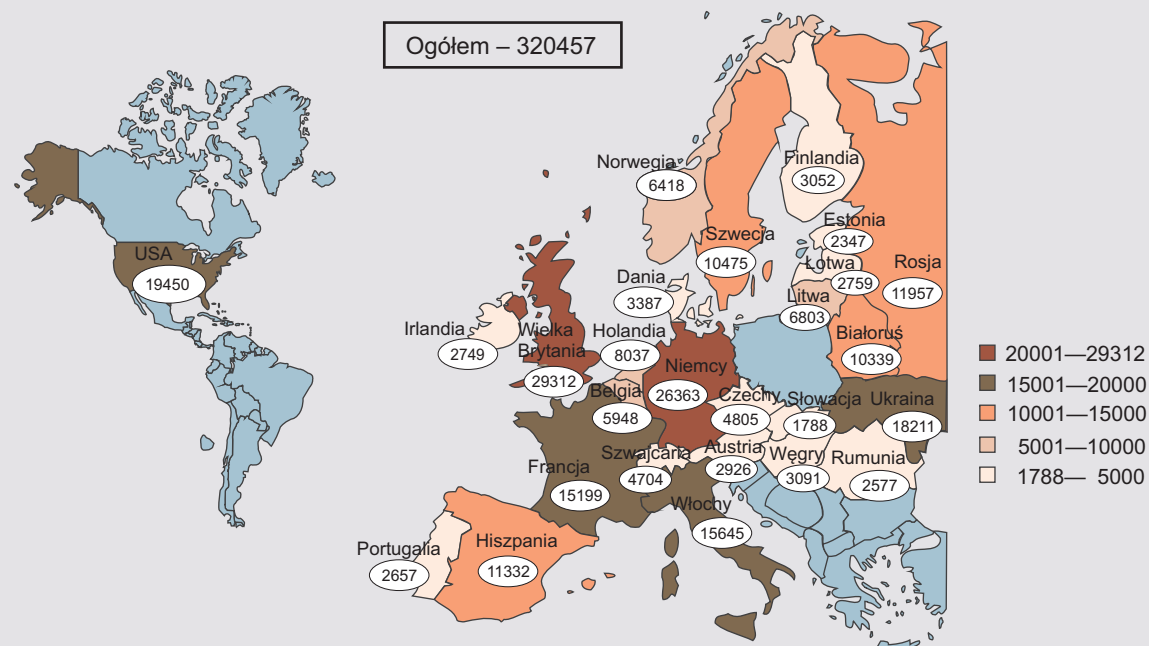 Ogółem – 320457
Norwegia
6418
Finlandia
3052
Estonia
2347
Szwecja
10475
Łotwa
2759
Rosja
11957
USA
19450
Dania
3387
Litwa
6803
Irlandia
2749
Wielka
Brytania
29312
Holandia
8037
Białoruś
10339
Niemcy
26363
Belgia
5948
Czechy
4805
Słowacja
1788
Ukraina
18211
Szwajcaria
4704
Austria
2926
Węgry
3091
Rumunia
2577
Francja
15199
Włochy
15645
Portugalia
2657
Hiszpania
11332
20001—29312
15001—20000
10001—15000
5001—10000
1788— 5000